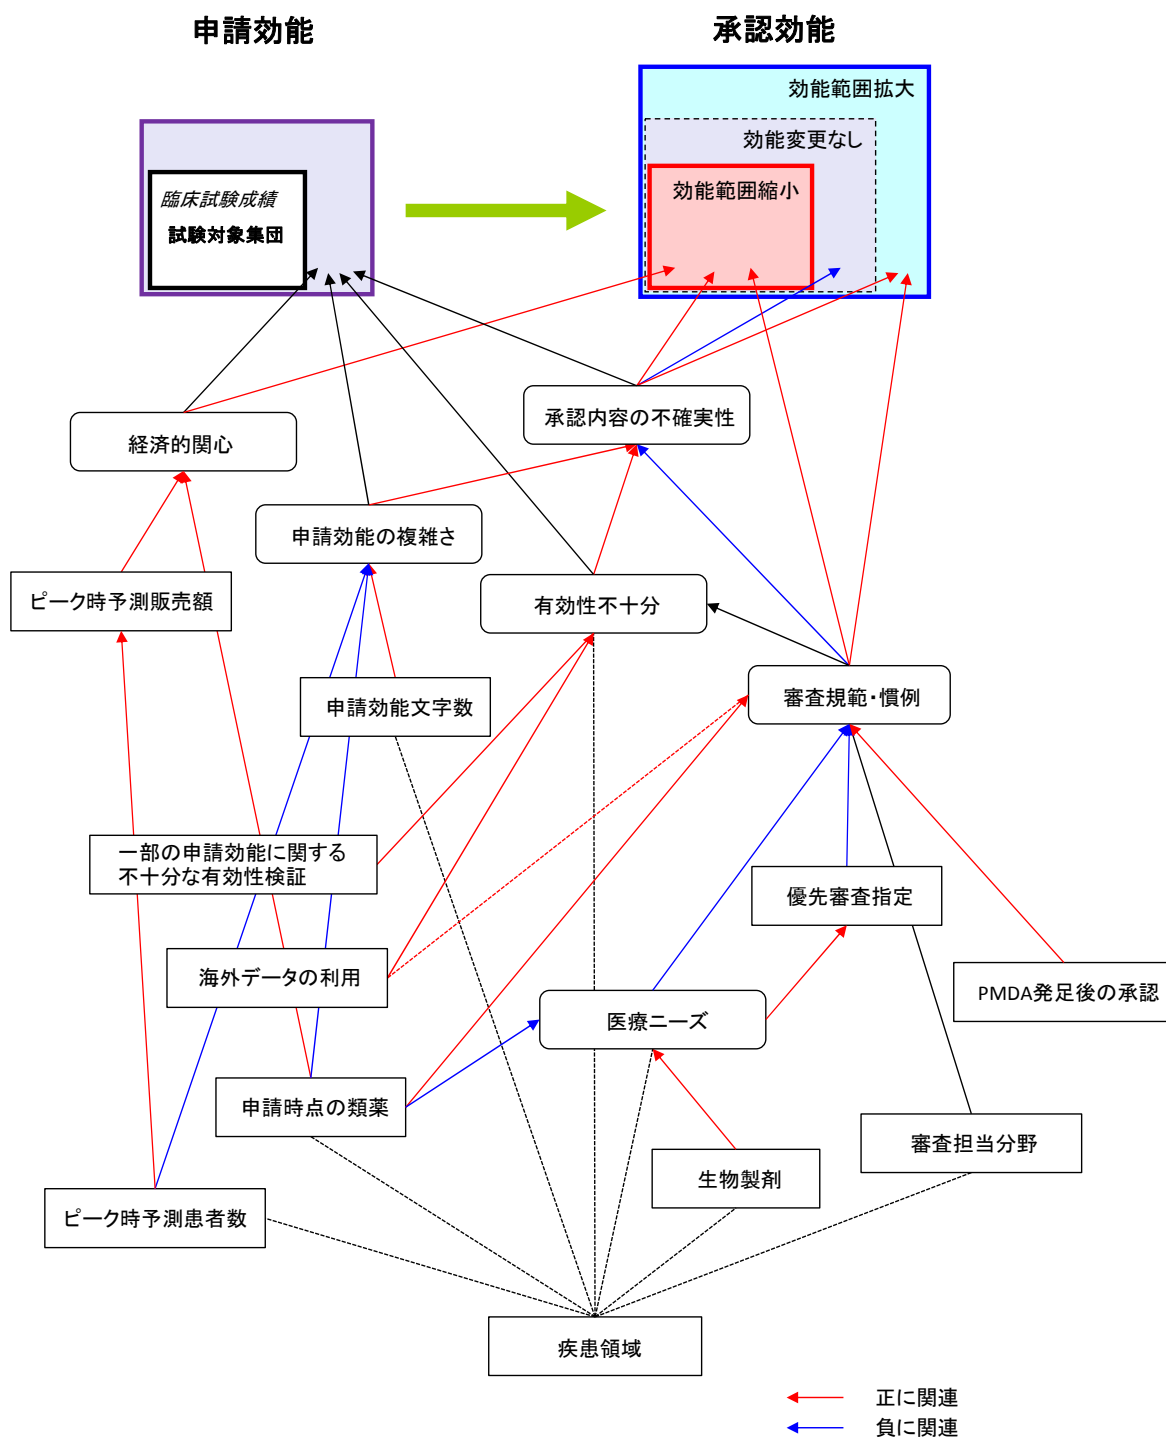 申請効能
承認効能
効能範囲拡大
効能変更なし
効能範囲縮小
臨床試験成績
試験対象集団
経済的関心
承認内容の不確実性
申請効能の複雑さ
ピーク時予測販売額
有効性不十分
申請効能文字数
審査規範・慣例
一部の申請効能に関する
不十分な有効性検証
優先審査指定
海外データの利用
PMDA発足後の承認
医療ニーズ
申請時点の類薬
審査担当分野
生物製剤
ピーク時予測患者数
疾患領域
正に関連
負に関連